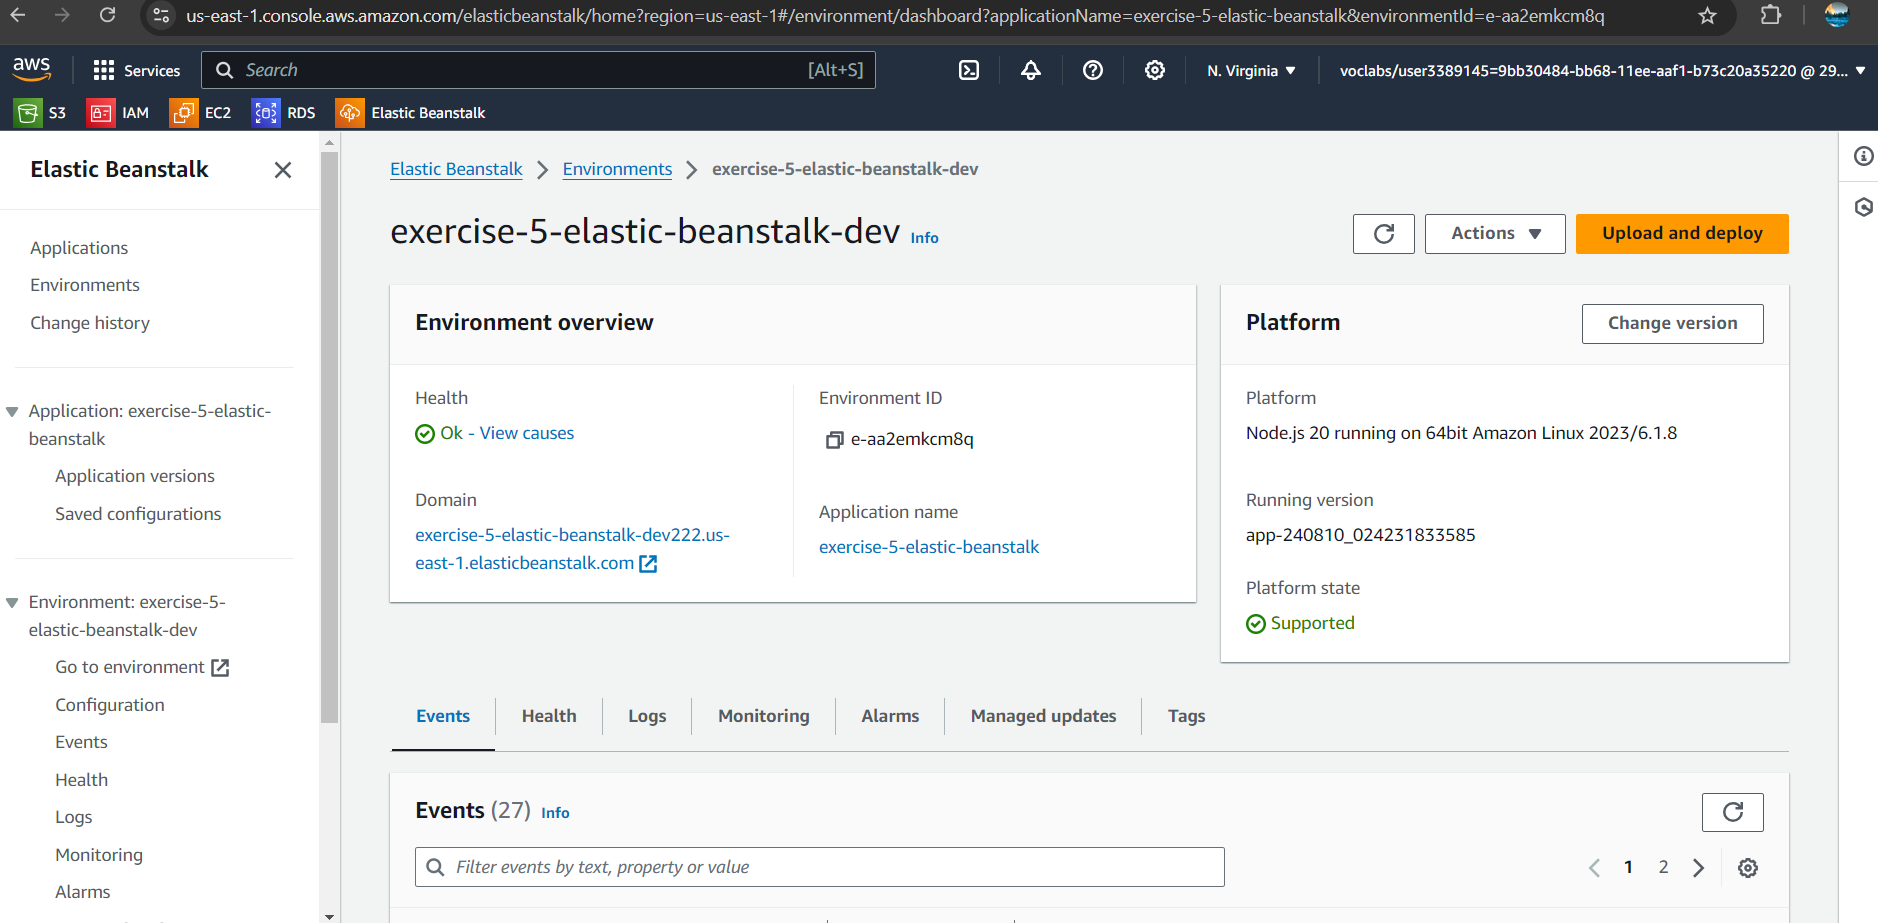 us-east-1.console.aws.amazon.com/elasticbeanstalk/home?region=us-east-1#/environment/dashboard?applicationName=exercise-5-elastic-beanstalk&environmentId=e-aa2emkcm8q
aws
Services
Search
[Alt+S]
N. Virginia
voclabs/user3389145=9bb30484-bb68-11ee-aaf1-b73c20a35220 @ 29...
S3
IAM
EC2
RDS
Elastic Beanstalk
Elastic Beanstalk
Applications
Environments
Change history
Application: exercise-5-elastic-
beanstalk
Application versions
Saved configurations
Environment: exercise-5-
elastic-beanstalk-dev
Go to environment
Configuration
Events
Health
Logs
Monitoring
Alarms
Elastic Beanstalk
Environments
exercise-5-elastic-beanstalk-dev
exercise-5-elastic-beanstalk-dev Info
Actions
Upload and deploy
Environment overview
Health
Ok - View causes
Domain
exercise-5-elastic-beanstalk-dev222.us-
east-1.elasticbeanstalk.com
Environment ID
e-aa2emkcm8q
Application name
exercise-5-elastic-beanstalk
Platform
Change version
Platform
Node.js 20 running on 64bit Amazon Linux 2023/6.1.8
Running version
app-240810_024231833585
Platform state
Supported
Events
Health
Logs
Monitoring
Alarms
Managed updates
Tags
Events (27) Info
Filter events by text, property or value
1
2